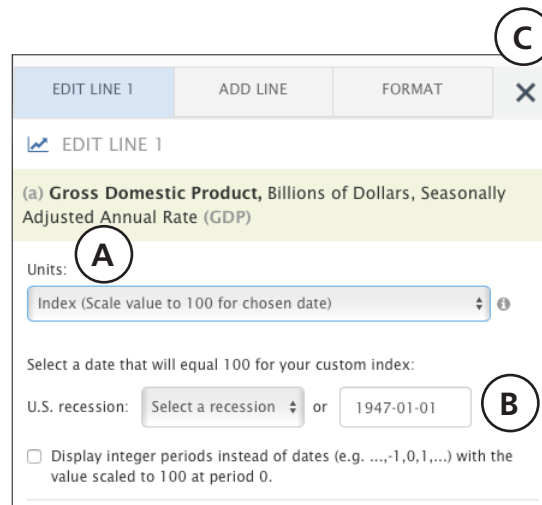 C
EDIT LINE 1 ADD LINE FORMAT
EDIT LINE 1
(a) Gross Domestic Product, Billions of Dollars, Seasonally
Adjusted Annual Rate (GDP)
A
Units:
Index (Scale value to 100 for chosen date)
Select a date that will equal 100 for your custom index:
U.S. recession: Select a recession or 1947-01-01 B
Display integer periods instead of dates (e.g. ...,-1,0,1,...) with the
value scaled to 100 at period 0.